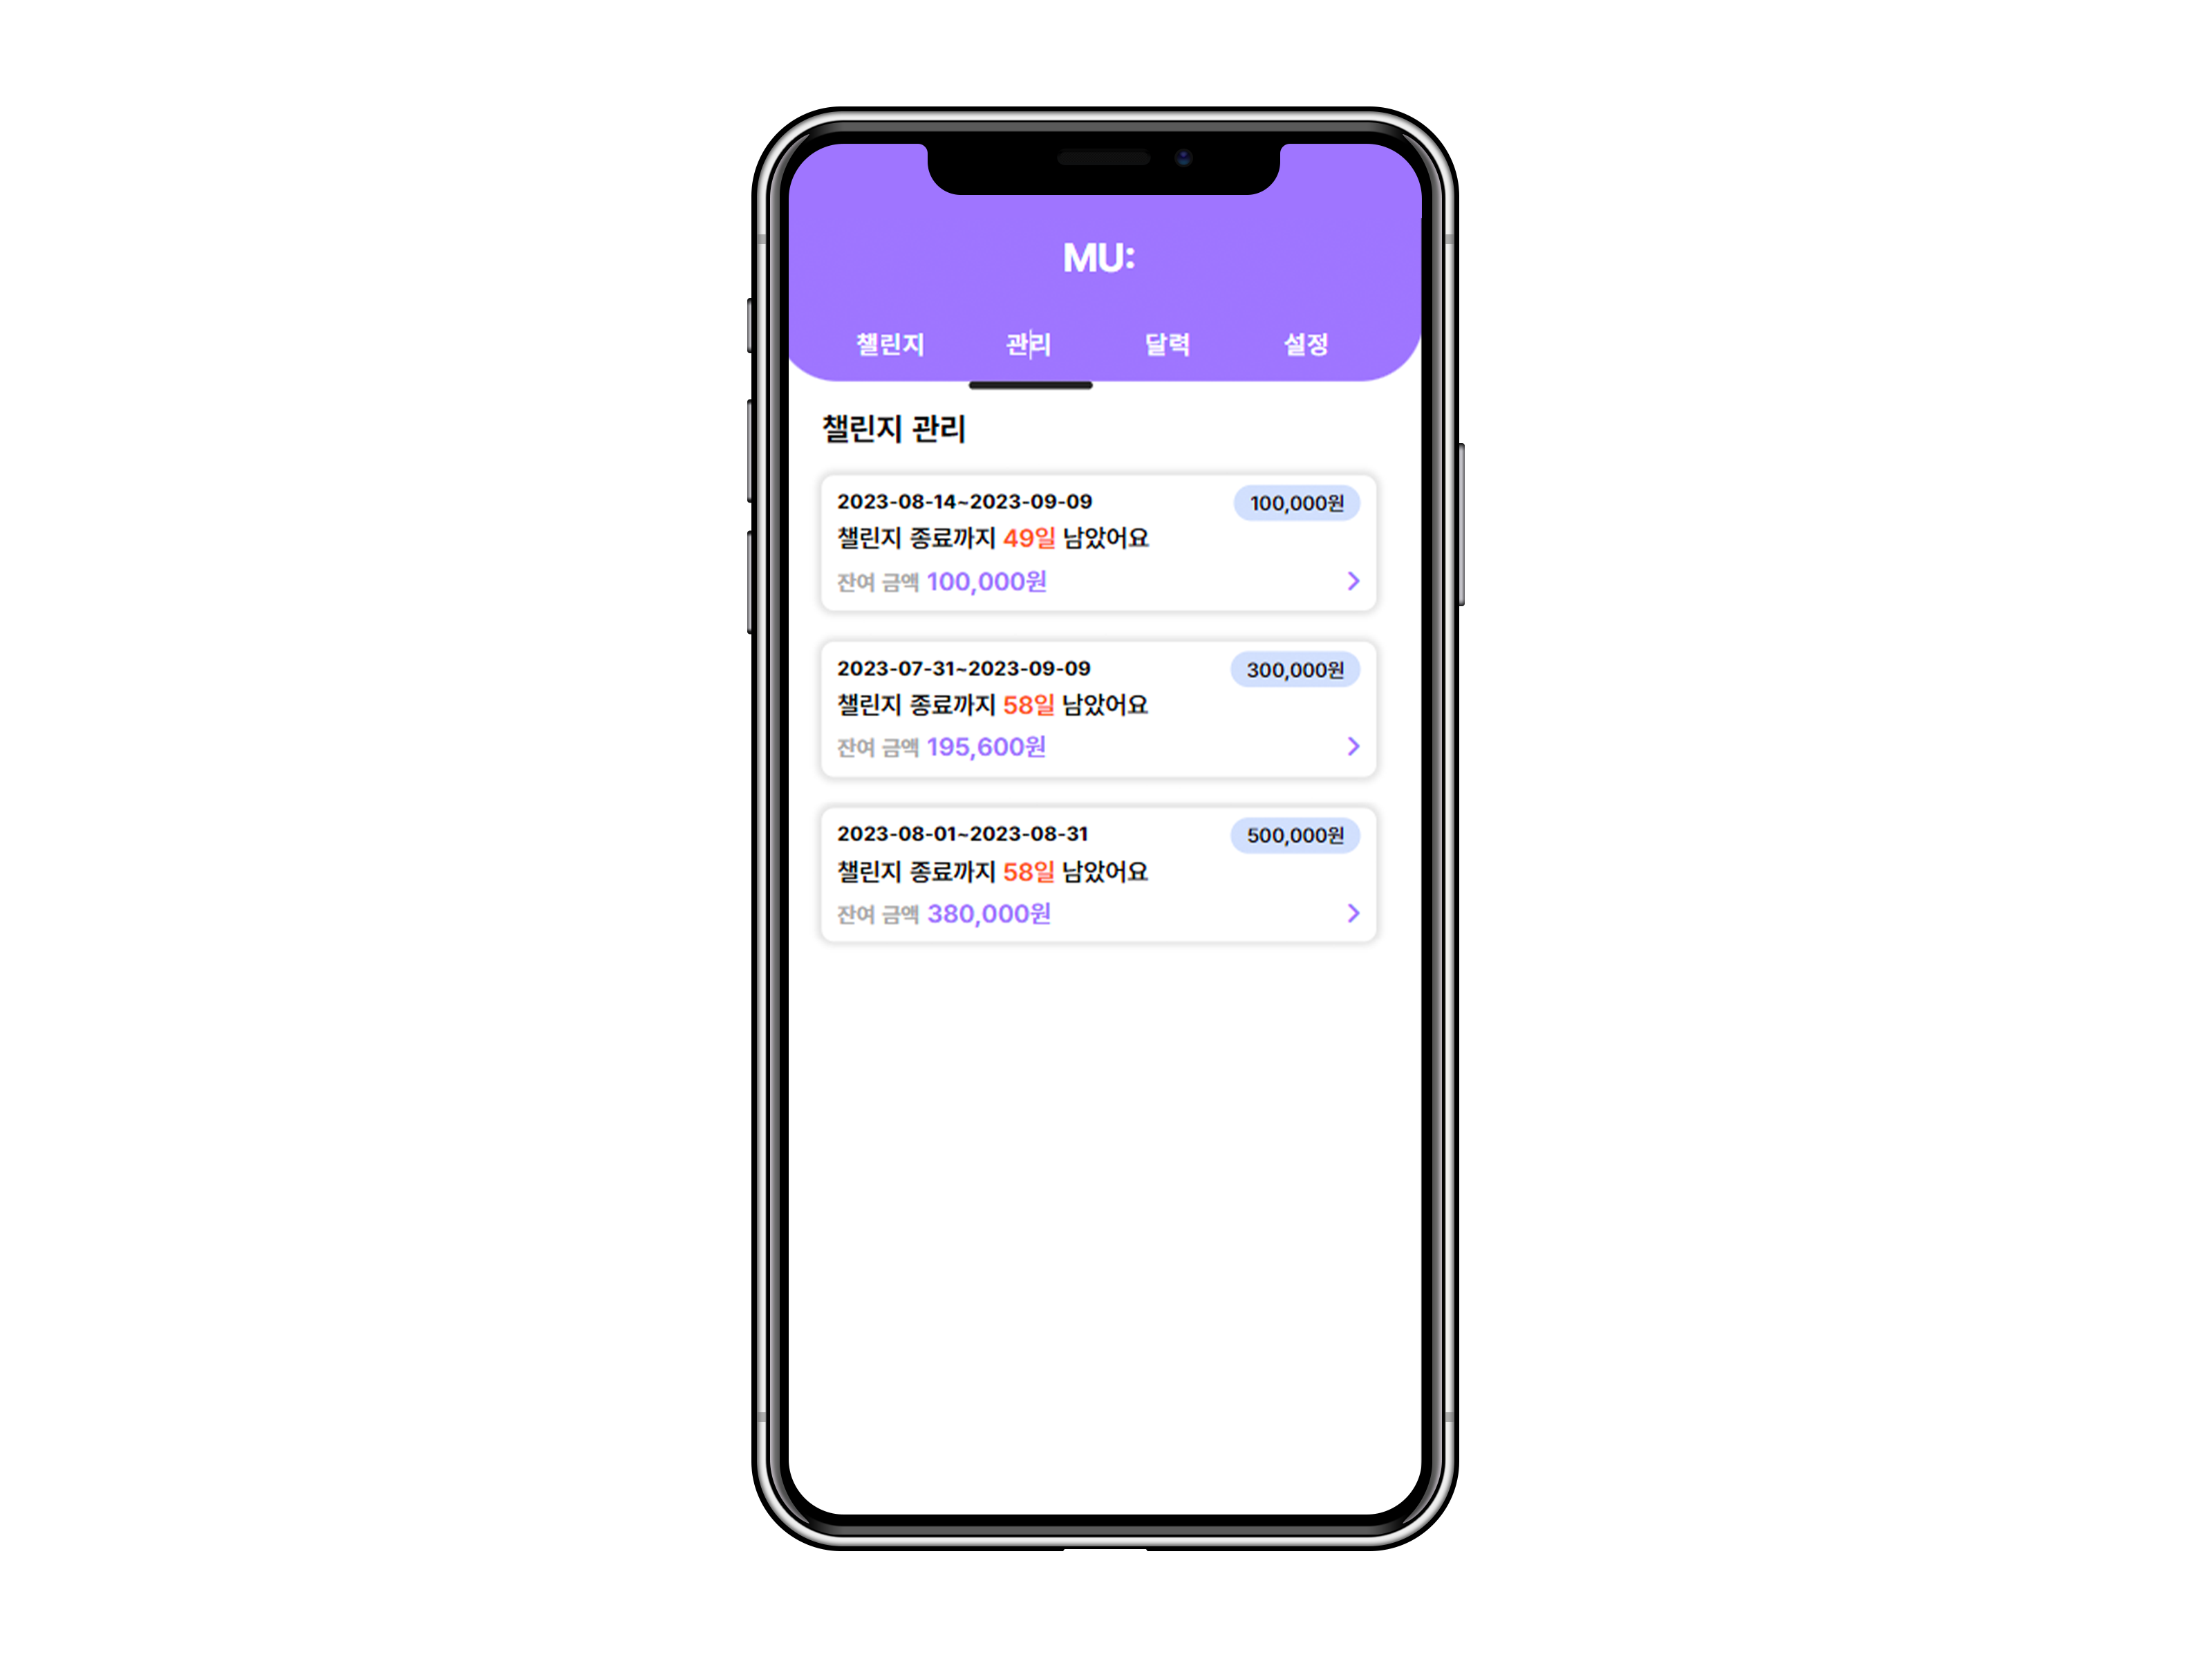 MU:
챌린지 관리 달력 설정
챌린지 관리
2023-08-14~2023-09-09 100,000원
챌린지 종료까지 49일 남았어요
잔여 금액 100,000원
2023-07-31~2023-09-09 300,000원
챌린지 종료까지 58일 남았어요
잔여 금액 195,600원
2023-08-01~2023-08-31 500,000원
챌린지 종료까지 58일 남았어요
잔여 금액 380,000원